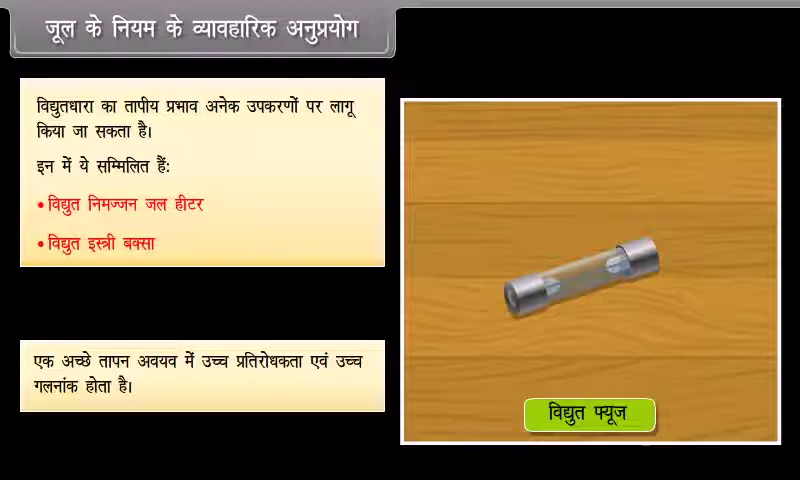 जूल के नियम के व्यावहारिक अनुप्रयोग
विद्युतधारा का तापीय प्रभाव अनेक उपकरणों पर लागू
किया जा सकता है।
इन में ये सम्मिलित हैं:
• विद्युत निमज्जन जल हीटर
• विद्युत इस्त्री बक्सा
एक अच्छे तापन अवयव में उच्च प्रतिरोधकता एवं उच्च
गलनांक होता है।
विद्युत फ्यूज